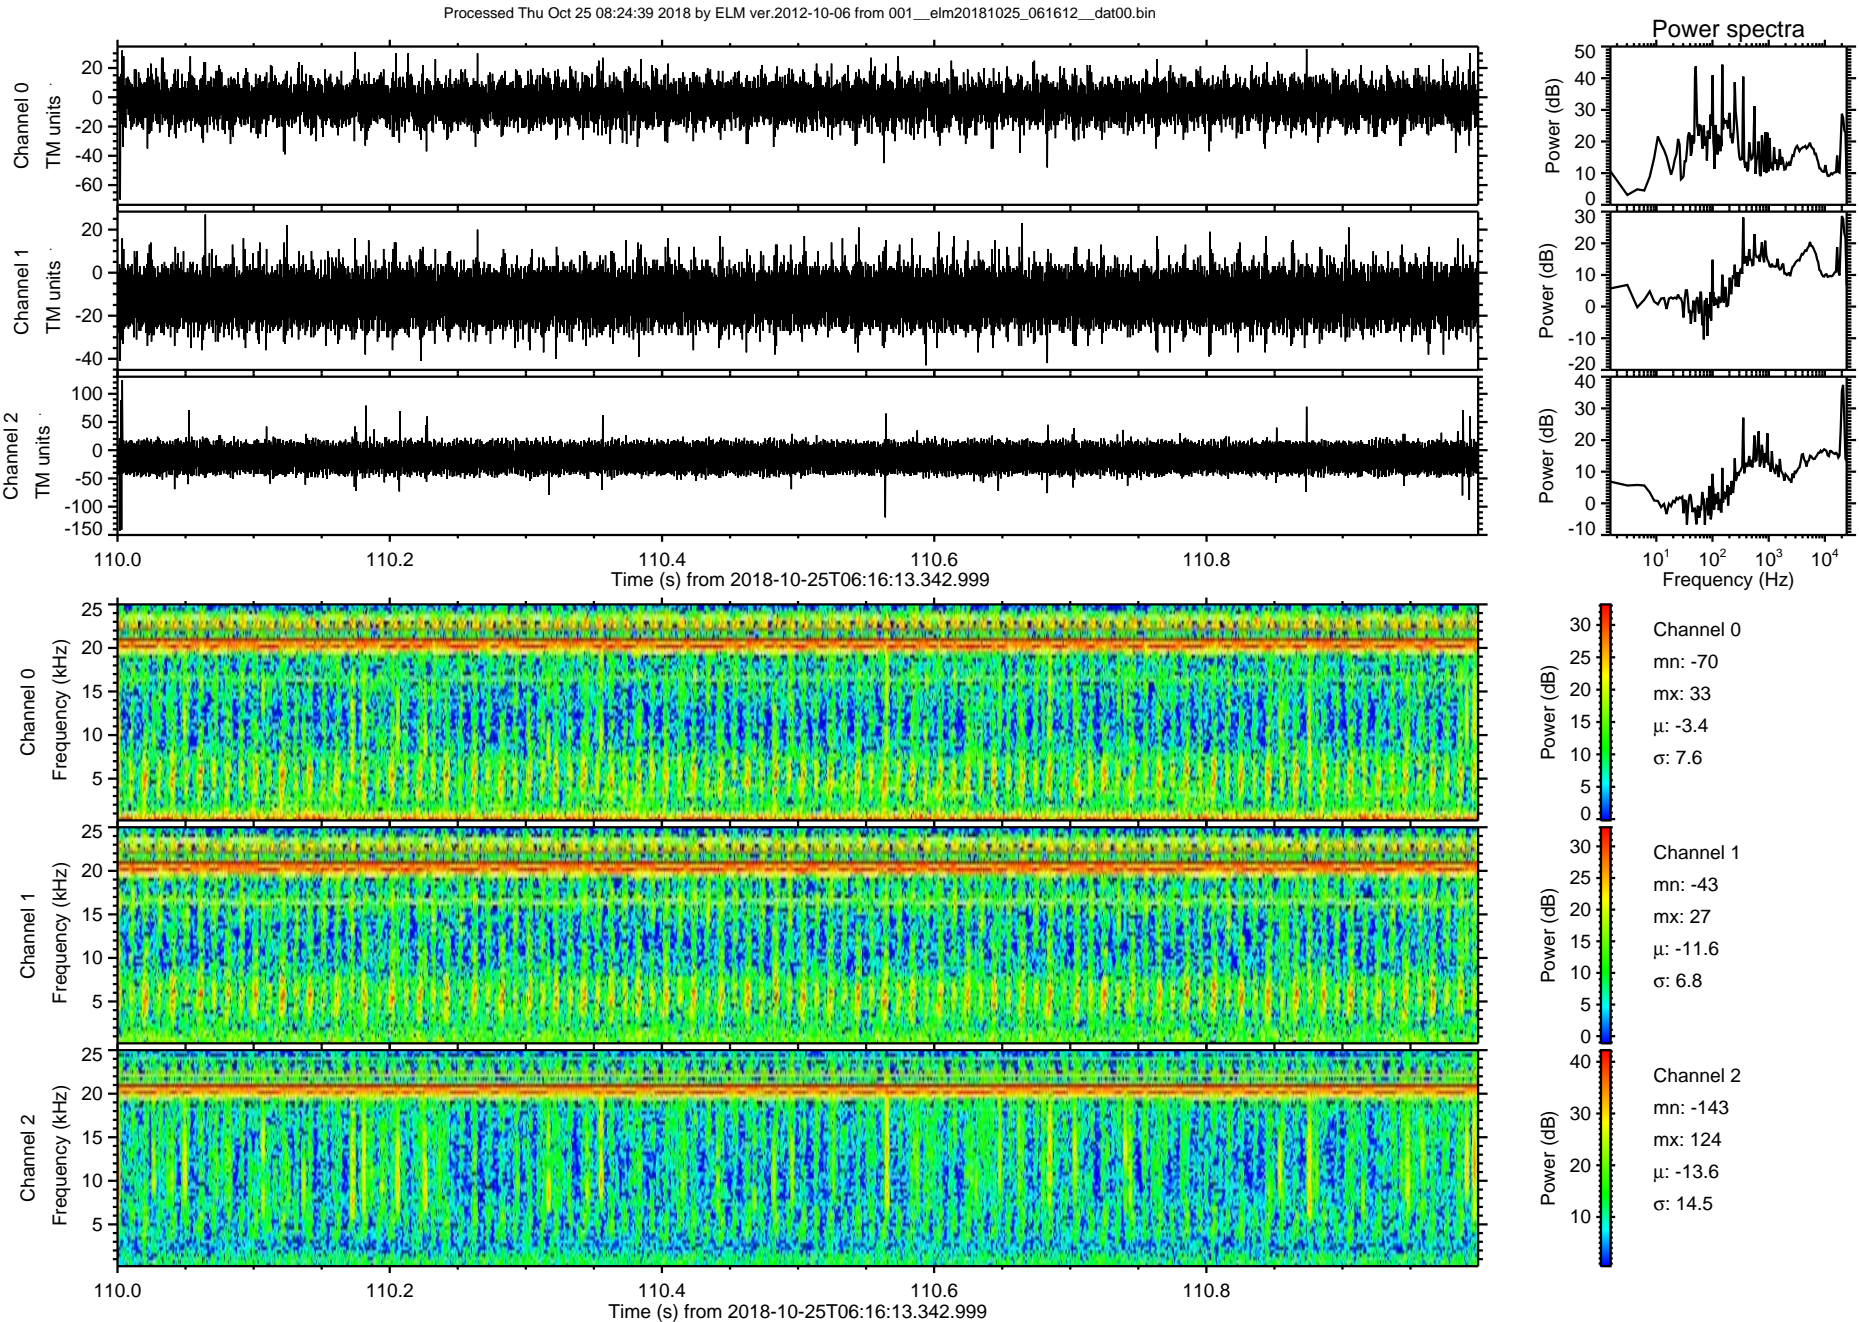 Processed Thu Oct 25 08:24:39 2018 by ELM ver.2012-10-06 from 001__elm20181025_061612__dat00.bin
Power spectra
Channel 0
TM units
20
0
-20
-40
-60
Power (dB)
50
40
30
20
10
0
Channel 1
TM units
20
0
-20
-40
Power (dB)
30
20
10
0
-10
-20
Channel 2
TM units
100
50
0
-50
-100
-150
Power (dB)
40
30
20
10
0
-10
110.0 110.2 110.4 110.6 110.8
Time (s) from 2018-10-25T06:16:13.342.999
10¹ 10² 10³ 10⁴
Frequency (Hz)
Channel 0
Frequency (kHz)
25
20
15
10
5
Power (dB)
30
25
20
15
10
5
0
Channel 0
mn: -70
mx: 33
µ: -3.4
σ: 7.6
Channel 1
Frequency (kHz)
25
20
15
10
5
Power (dB)
30
25
20
15
10
5
0
Channel 1
mn: -43
mx: 27
µ: -11.6
σ: 6.8
Channel 2
Frequency (kHz)
25
20
15
10
5
Power (dB)
40
30
20
10
Channel 2
mn: -143
mx: 124
µ: -13.6
σ: 14.5
110.0 110.2 110.4 110.6 110.8
Time (s) from 2018-10-25T06:16:13.342.999